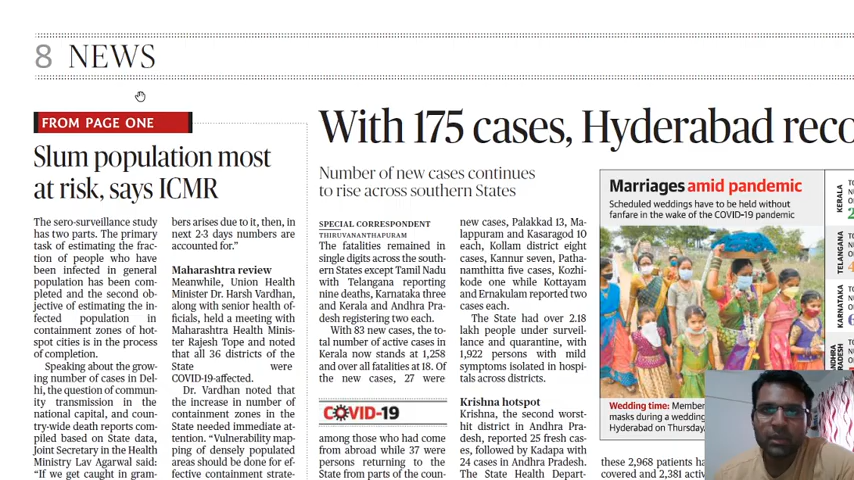 8 NEWS
FROM PAGE ONE
Slum population most
at risk, says ICMR
The sero-surveillance study
has two parts. The primary
task of estimating the frac-
tion of people who have
been infected in general
population has been com-
pleted and the second ob-
jective of estimating the in-
fected population in
containment zones of hot-
spot cities is in the process
of completion.
Speaking about the grow-
ing number of cases in Del-
hi, the question of commu-
nity transmission in the
national capital, and coun-
try-wide death reports com-
piled based on State data,
Joint Secretary in the Health
Ministry Lav Agarwal said:
"If we get caught in gram-
bers arises due to it, then, in
next 2-3 days numbers are
accounted for."
Maharashtra review
Meanwhile, Union Health
Minister Dr. Harsh Vardhan,
along with senior health of-
ficials, held a meeting with
Maharashtra Health Minis-
ter Rajesh Tope and noted
that all 36 districts of the
State were
COVID-19-affected.
Dr. Vardhan noted that
the increase in number of
containment zones in the
State needed immediate at-
tention. "Vulnerability map-
ping of densely populated
areas should be done for ef-
fective containment strate-
With 175 cases, Hyderabad reco
Number of new cases continues
to rise across southern States
SPECIAL CORRESPONDENT
THIRUVANANTHAPURAM
The fatalities remained in
single digits across the south-
ern States except Tamil Nadu
with Telangana reporting
nine deaths, Karnataka three
and Kerala and Andhra Pra-
desh registering two each.
With 83 new cases, the to-
tal number of active cases in
Kerala now stands at 1,258
and over all fatalities at 18. Of
the new cases, 27 were
COVID-19
among those who had come
from abroad while 37 were
persons returning to the
State from parts of the coun-
new cases, Palakkad 13, Ma-
lappuram and Kasaragod 10
each, Kollam district eight
cases, Kannur seven, Patha-
namthitta five cases, Kozhi-
kode one while Kottayam
and Ernakulam reported two
cases each.
The State had over 2.18
lakh people under surveil-
lance and quarantine, with
1,922 persons with mild
symptoms isolated in hospi-
tals across districts.
Krishna hotspot
Krishna, the second worst-
hit district in Andhra Pra-
desh, reported 25 fresh cas-
es, followed by Kadapa with
24 cases in Andhra Pradesh.
The State Health Depart-
Marriages amid pandemic
Scheduled weddings have to be held without
fanfare in the wake of the COVID-19 pandemic
Wedding time: Member
masks during a wedding
Hyderabad on Thursday.
these 2,968 patients ha
covered and 2,381 activ
KERALA
TELANGANA
KARNATAKA